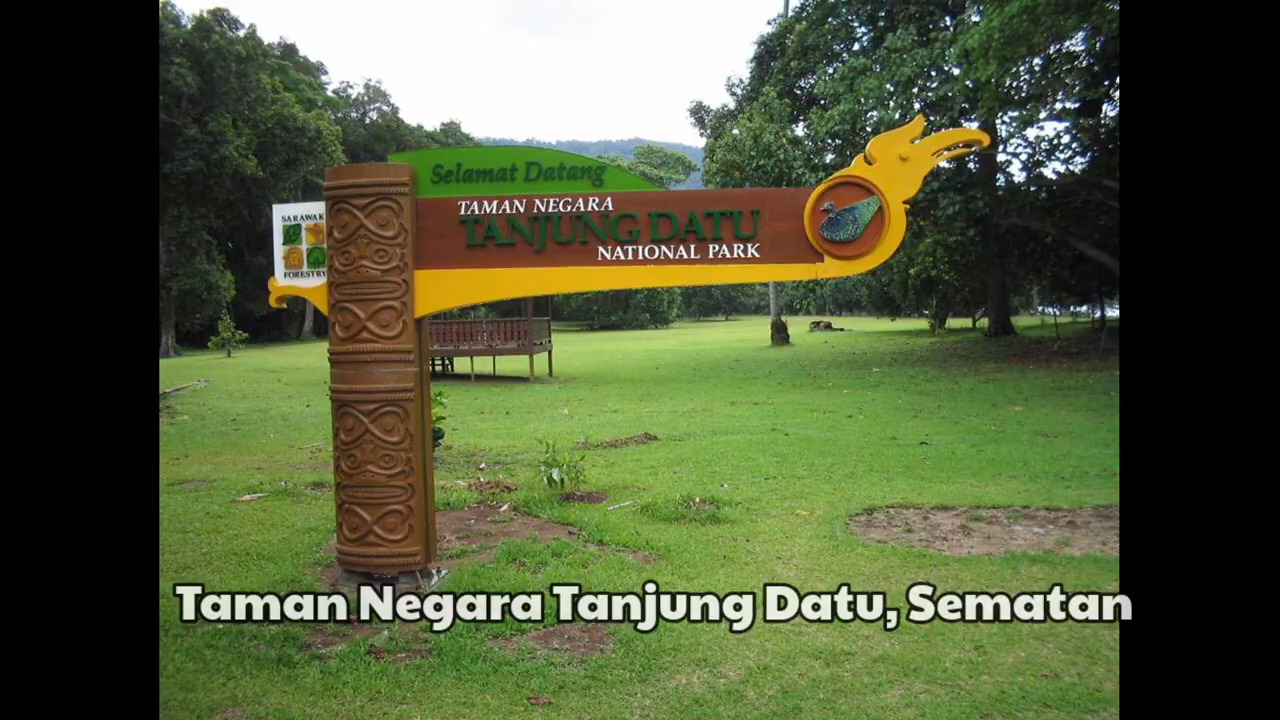 Selamat Datang
SARAWAK
FORESTRY
TAMAN NEGARA
TANJUNG DATU
NATIONAL PARK
Taman Negara Tanjung Datu, Sematan